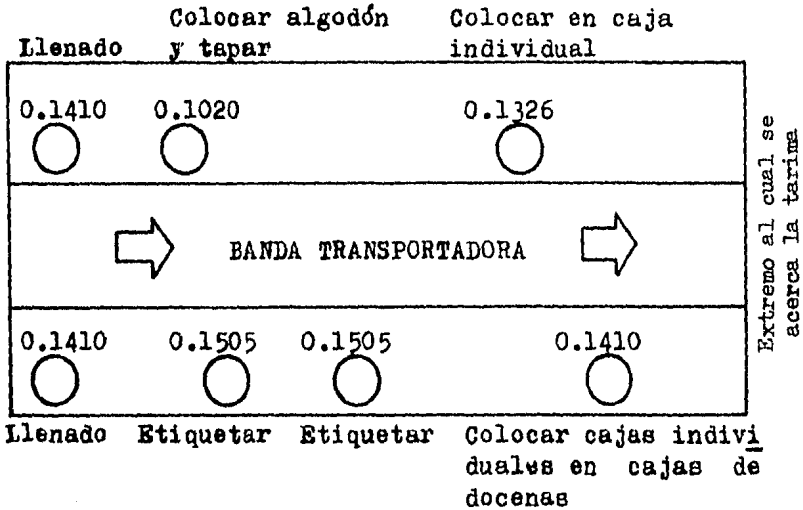 Llenado
Colocar algodón
y tapar
Colocar en caja
individual
0.1410
0.1020
0.1326
BANDA TRANSPORTADORA
Extremo al cual se
acerca la tarima
0.1410
0.1505
0.1505
0.1410
Llenado
Etiquetar
Etiquetar
Colocar cajas indivi
duales en cajas de
docenas